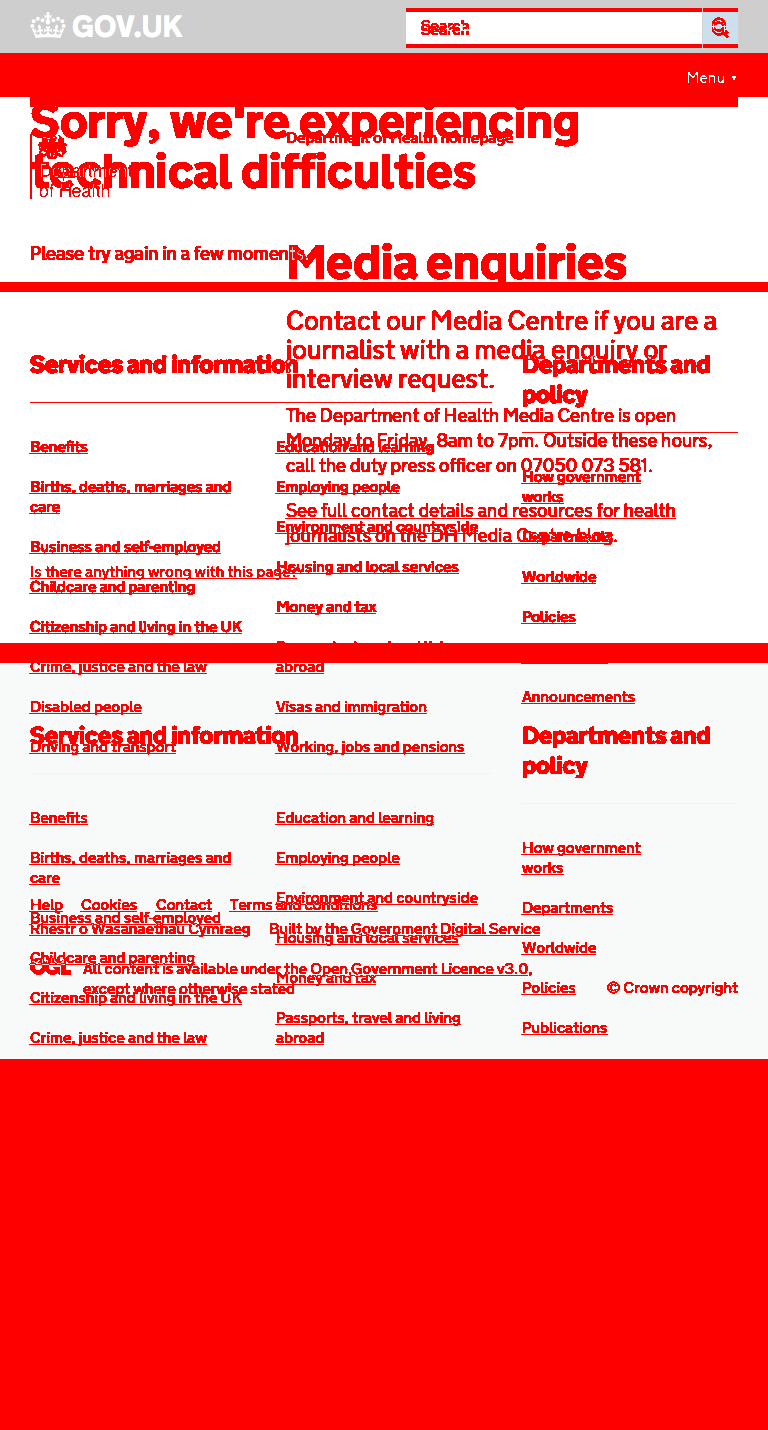 GOV.UK
Search
Search
Menu
Sorry, we're experiencing
technical difficulties
Department of Health homepage
Department
of Health
Please try again in a few moments.
Media enquiries
Contact our Media Centre if you are a
journalist with a media enquiry or
interview request.
Services and information
Departments and
policy
The Department of Health Media Centre is open
Monday to Friday, 8am to 7pm. Outside these hours,
call the duty press officer on 07050 073 581.
See full contact details and resources for health
journalists on the DH Media Centre blog.
Benefits
Births, deaths, marriages and
care
Business and self-employed
Is there anything wrong with this page?
Childcare and parenting
Citizenship and living in the UK
Crime, justice and the law
Disabled people
Driving and transport
Education and learning
Employing people
Environment and countryside
Housing and local services
Money and tax
abroad
Visas and immigration
Working, jobs and pensions
How government
works
Departments
Worldwide
Policies
Announcements
Services and information
Departments and
policy
Benefits
Births, deaths, marriages and
care
Business and self-employed
Childcare and parenting
Citizenship and living in the UK
Crime, justice and the law
Education and learning
Employing people
Environment and countryside
Housing and local services
Money and tax
Passports, travel and living
abroad
How government
works
Departments
Worldwide
Policies
Publications
Help Cookies Contact Terms and conditions
Rhestr o Wasanaethau Cymraeg Built by the Government Digital Service
OGL All content is available under the Open Government Licence v3.0,
except where otherwise stated
© Crown copyright